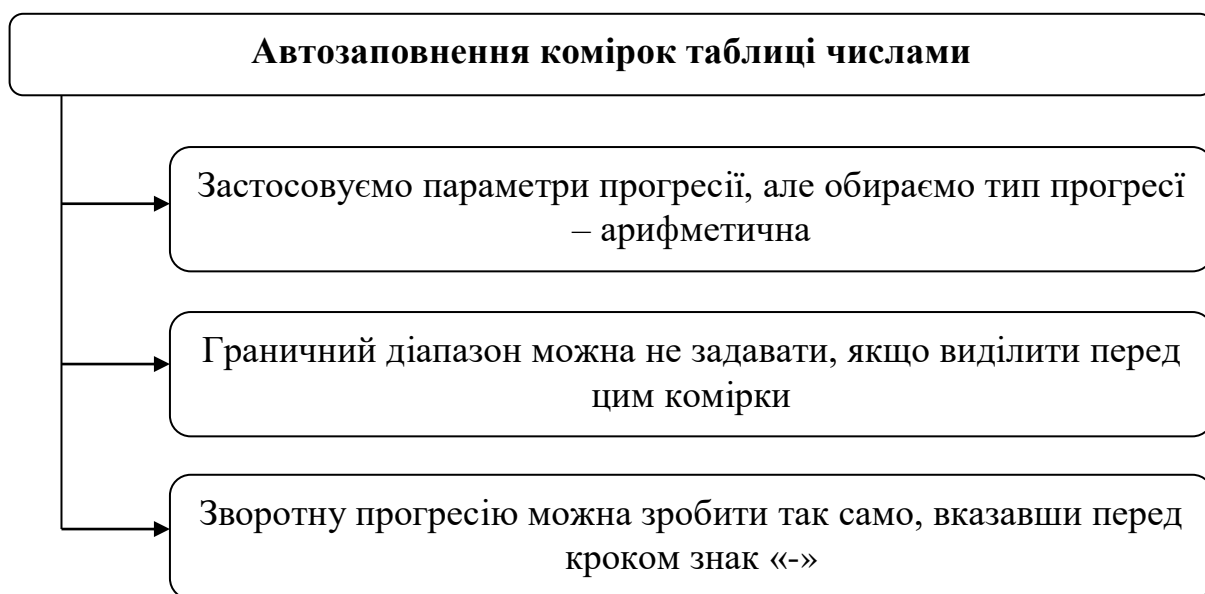 Автозаповнення комірок таблиці числами
Застосовуємо параметри прогресії, але обираємо тип прогресї
– арифметична
Граничний діапазон можна не задавати, якщо виділити перед
цим комірки
Зворотну прогресію можна зробити так само, вказавши перед
кроком знак «-»